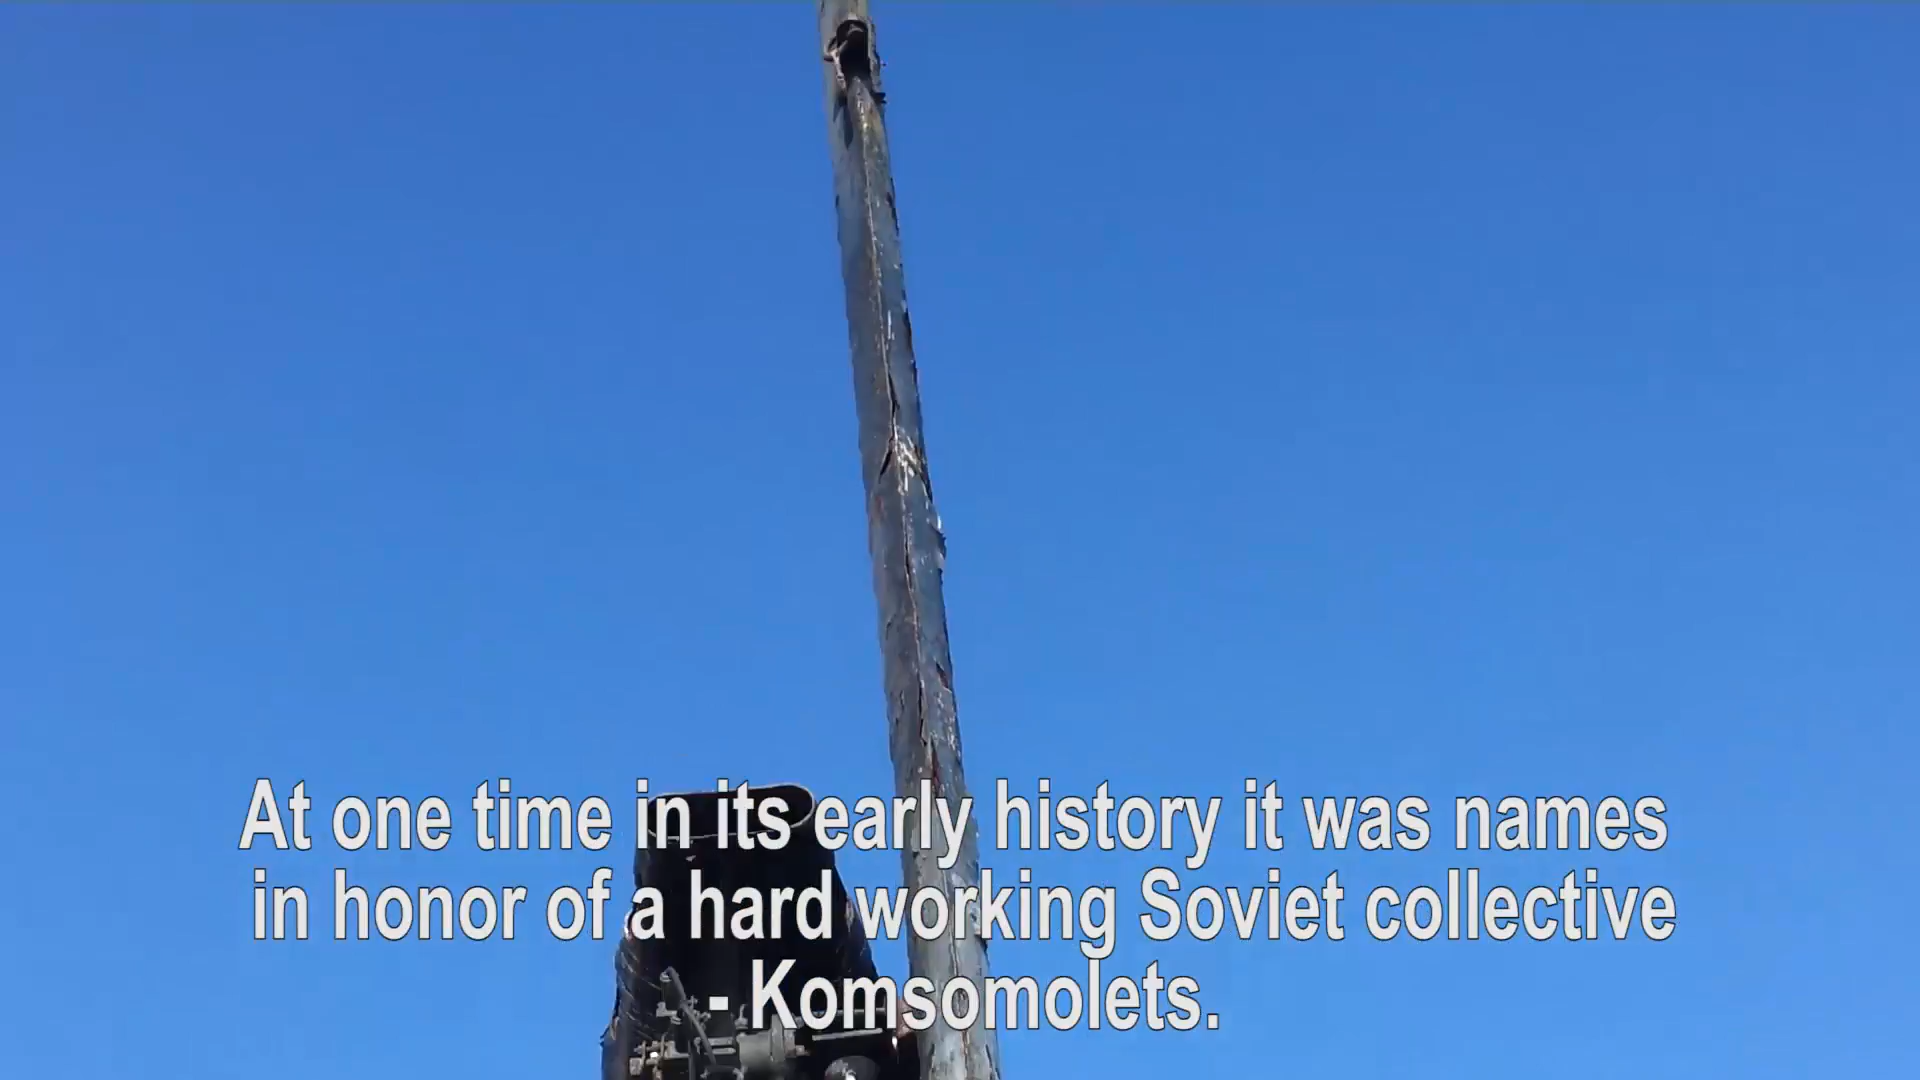 At one time in its early history it was names
in honor of a hard working Soviet collective
- Komsomolets.